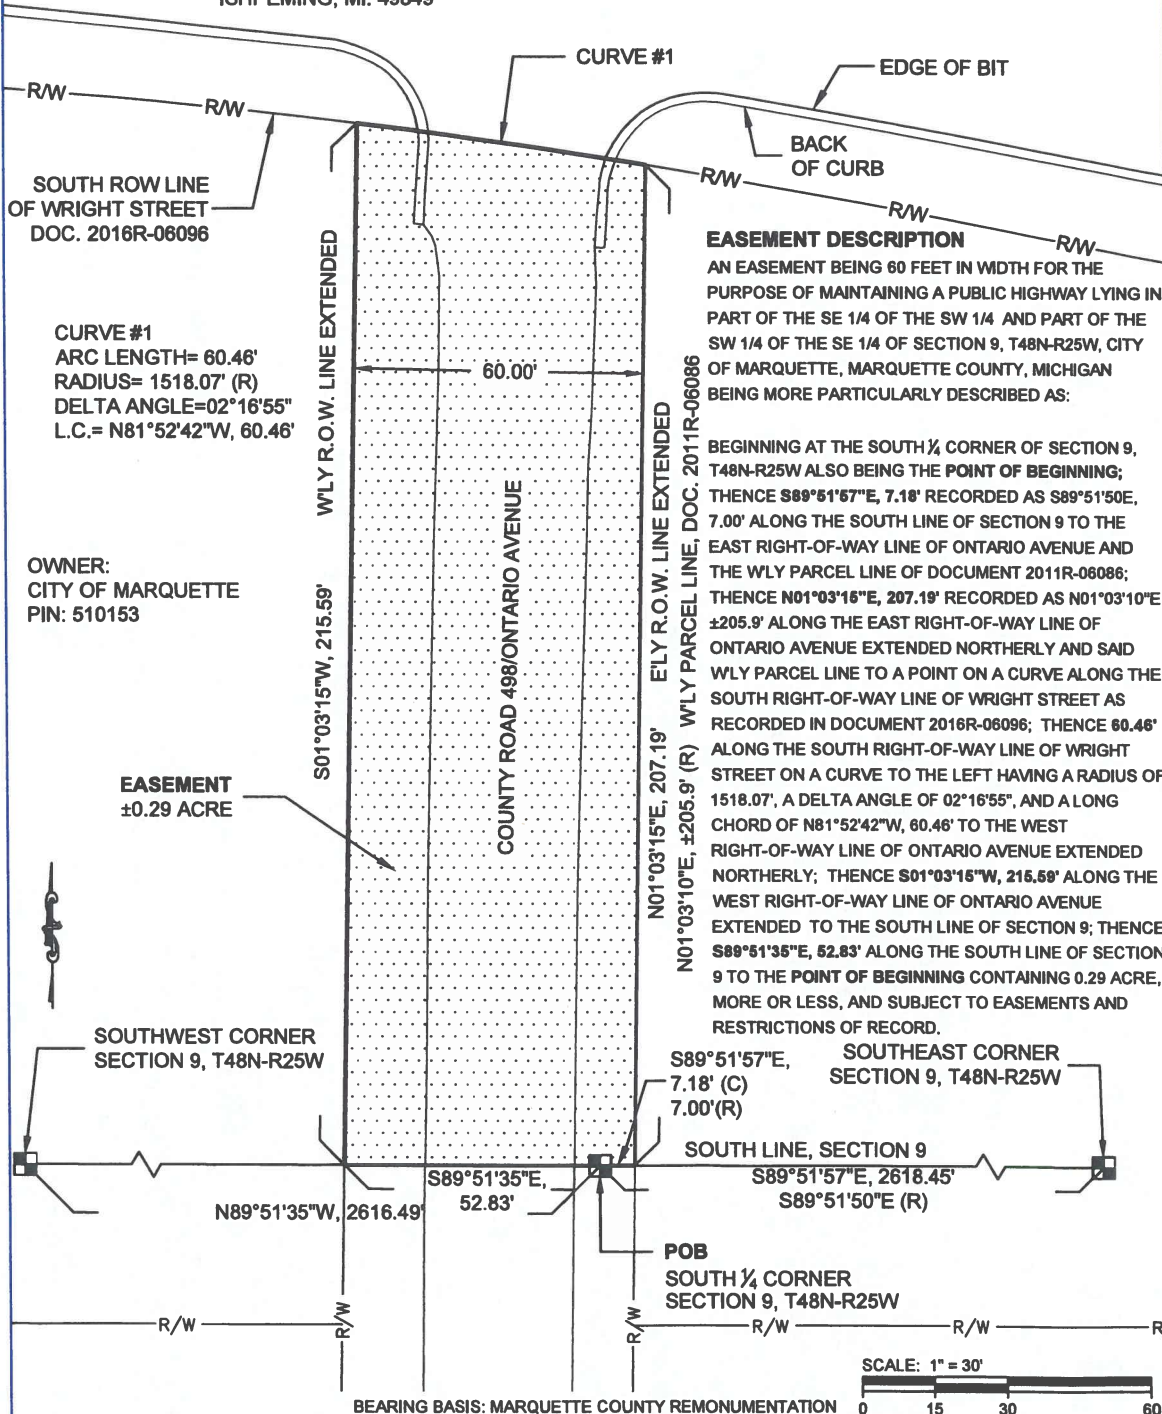 CURVE #1
EDGE OF BIT
R/W
R/W
BACK
OF CURB
R/W
SOUTH ROW LINE
OF WRIGHT STREET
DOC. 2016R-06096
R/W
R/W
EASEMENT DESCRIPTION
AN EASEMENT BEING 60 FEET IN WIDTH FOR THE
PURPOSE OF MAINTAINING A PUBLIC HIGHWAY LYING IN
PART OF THE SE 1/4 OF THE SW 1/4 AND PART OF THE
SW 1/4 OF THE SE 1/4 OF SECTION 9, T48N-R25W, CITY
OF MARQUETTE, MARQUETTE COUNTY, MICHIGAN
BEING MORE PARTICULARLY DESCRIBED AS:
BEGINNING AT THE SOUTH 1/4 CORNER OF SECTION 9,
T48N-R25W ALSO BEING THE POINT OF BEGINNING;
THENCE S89°51'57"E, 7.18' RECORDED AS S89°51'50E,
7.00' ALONG THE SOUTH LINE OF SECTION 9 TO THE
EAST RIGHT-OF-WAY LINE OF ONTARIO AVENUE AND
THE W'LY PARCEL LINE OF DOCUMENT 2011R-06086;
THENCE N01°03'15"E, 207.19' RECORDED AS N01°03'10"E
±205.9' ALONG THE EAST RIGHT-OF-WAY LINE OF
ONTARIO AVENUE EXTENDED NORTHERLY AND SAID
W'LY PARCEL LINE TO A POINT ON A CURVE ALONG THE
SOUTH RIGHT-OF-WAY LINE OF WRIGHT STREET AS
RECORDED IN DOCUMENT 2016R-06096; THENCE 60.46'
ALONG THE SOUTH RIGHT-OF-WAY LINE OF WRIGHT
STREET ON A CURVE TO THE LEFT HAVING A RADIUS OF
1518.07', A DELTA ANGLE OF 02°16'55", AND A LONG
CHORD OF N81°52'42"W, 60.46' TO THE WEST
RIGHT-OF-WAY LINE OF ONTARIO AVENUE EXTENDED
NORTHERLY; THENCE S01°03'15"W, 215.59' ALONG THE
WEST RIGHT-OF-WAY LINE OF ONTARIO AVENUE
EXTENDED TO THE SOUTH LINE OF SECTION 9; THENCE
S89°51'35"E, 52.83' ALONG THE SOUTH LINE OF SECTION
9 TO THE POINT OF BEGINNING CONTAINING 0.29 ACRE,
MORE OR LESS, AND SUBJECT TO EASEMENTS AND
RESTRICTIONS OF RECORD.
CURVE #1
ARC LENGTH= 60.46'
RADIUS= 1518.07' (R)
DELTA ANGLE=02°16'55"
L.C.= N81°52'42"W, 60.46'
60.00'
OWNER:
CITY OF MARQUETTE
PIN: 510153
S01°03'15"W, 215.59' W'LY R.O.W. LINE EXTENDED
COUNTY ROAD 498/ONTARIO AVENUE
N01°03'15"E, 207.19' E'LY R.O.W. LINE EXTENDED
N01°03'10"E, ±205.9' (R) W'LY PARCEL LINE, DOC. 2011R-06086
EASEMENT
±0.29 ACRE
SOUTHWEST CORNER
SECTION 9, T48N-R25W
S89°51'57"E,
7.18' (C)
7.00'(R)
SOUTHEAST CORNER
SECTION 9, T48N-R25W
SOUTH LINE, SECTION 9
S89°51'57"E, 2618.45'
S89°51'50"E (R)
S89°51'35"E,
52.83'
N89°51'35"W, 2616.49'
POB
SOUTH 1/4 CORNER
SECTION 9, T48N-R25W
R/W
R/W
R/W
R/W
R/W
R
SCALE: 1" = 30'
0 15 30 60
BEARING BASIS: MARQUETTE COUNTY REMONUMENTATION